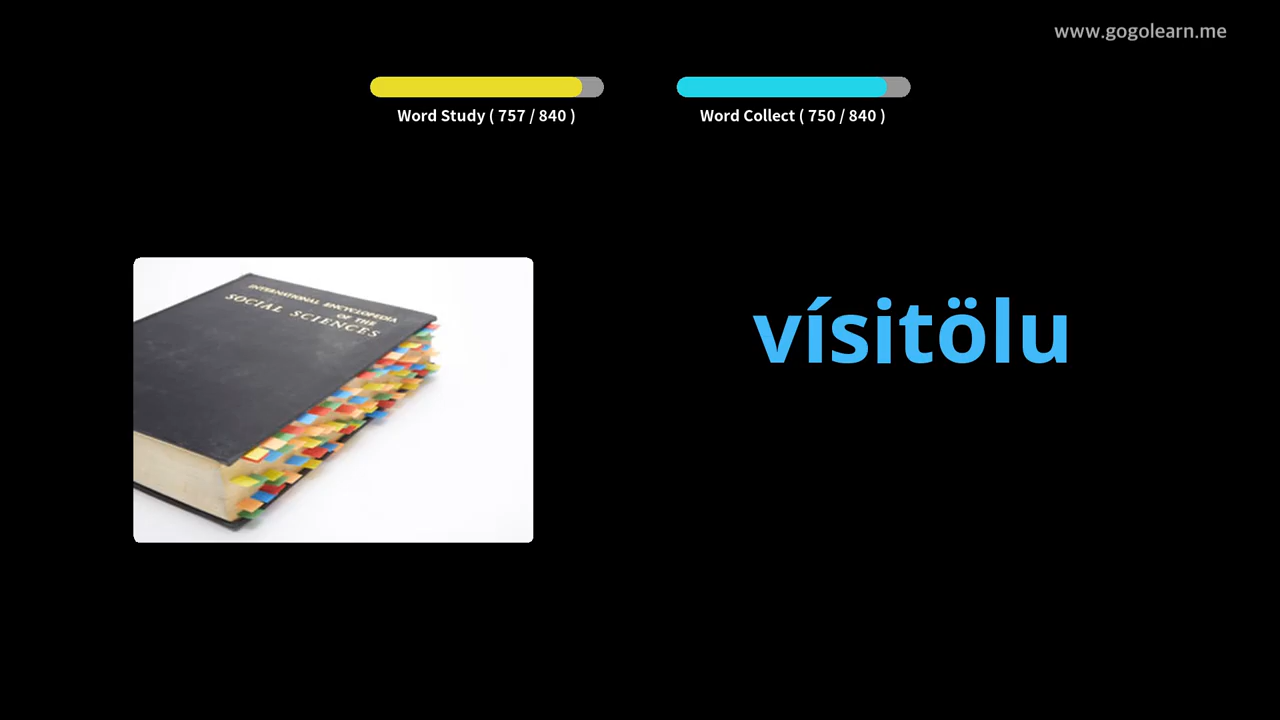 www.gogolearn.me
Word Study ( 757 / 840 )
Word Collect ( 750 / 840 )
INTERNATIONAL ENCYCLOPEDIA
OF THE
SOCIAL SCIENCES
vísitölu